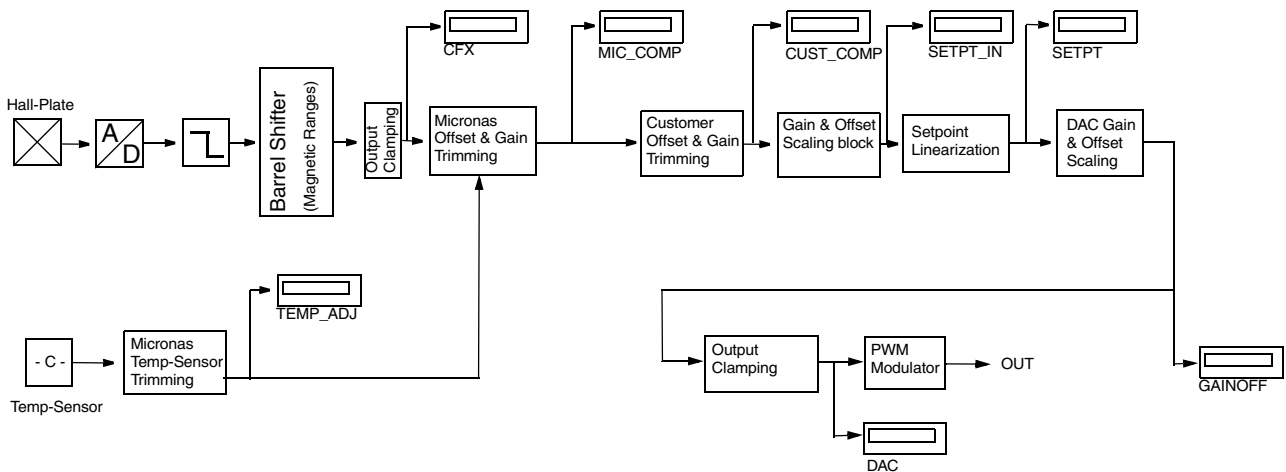 CFX
MIC_COMP
CUST_COMP
SETPT_IN
SETPT
Hall-Plate
A
D
Barrel Shifter
(Magnetic Ranges)
Output
Clamping
Micronas
Offset & Gain
Trimming
Customer
Offset & Gain
Trimming
Gain & Offset
Scaling block
Setpoint
Linearization
DAC Gain
& Offset
Scaling
TEMP_ADJ
- C -
Temp-Sensor
Micronas
Temp-Sensor
Trimming
Output
Clamping
PWM
Modulator
OUT
GAINOFF
DAC